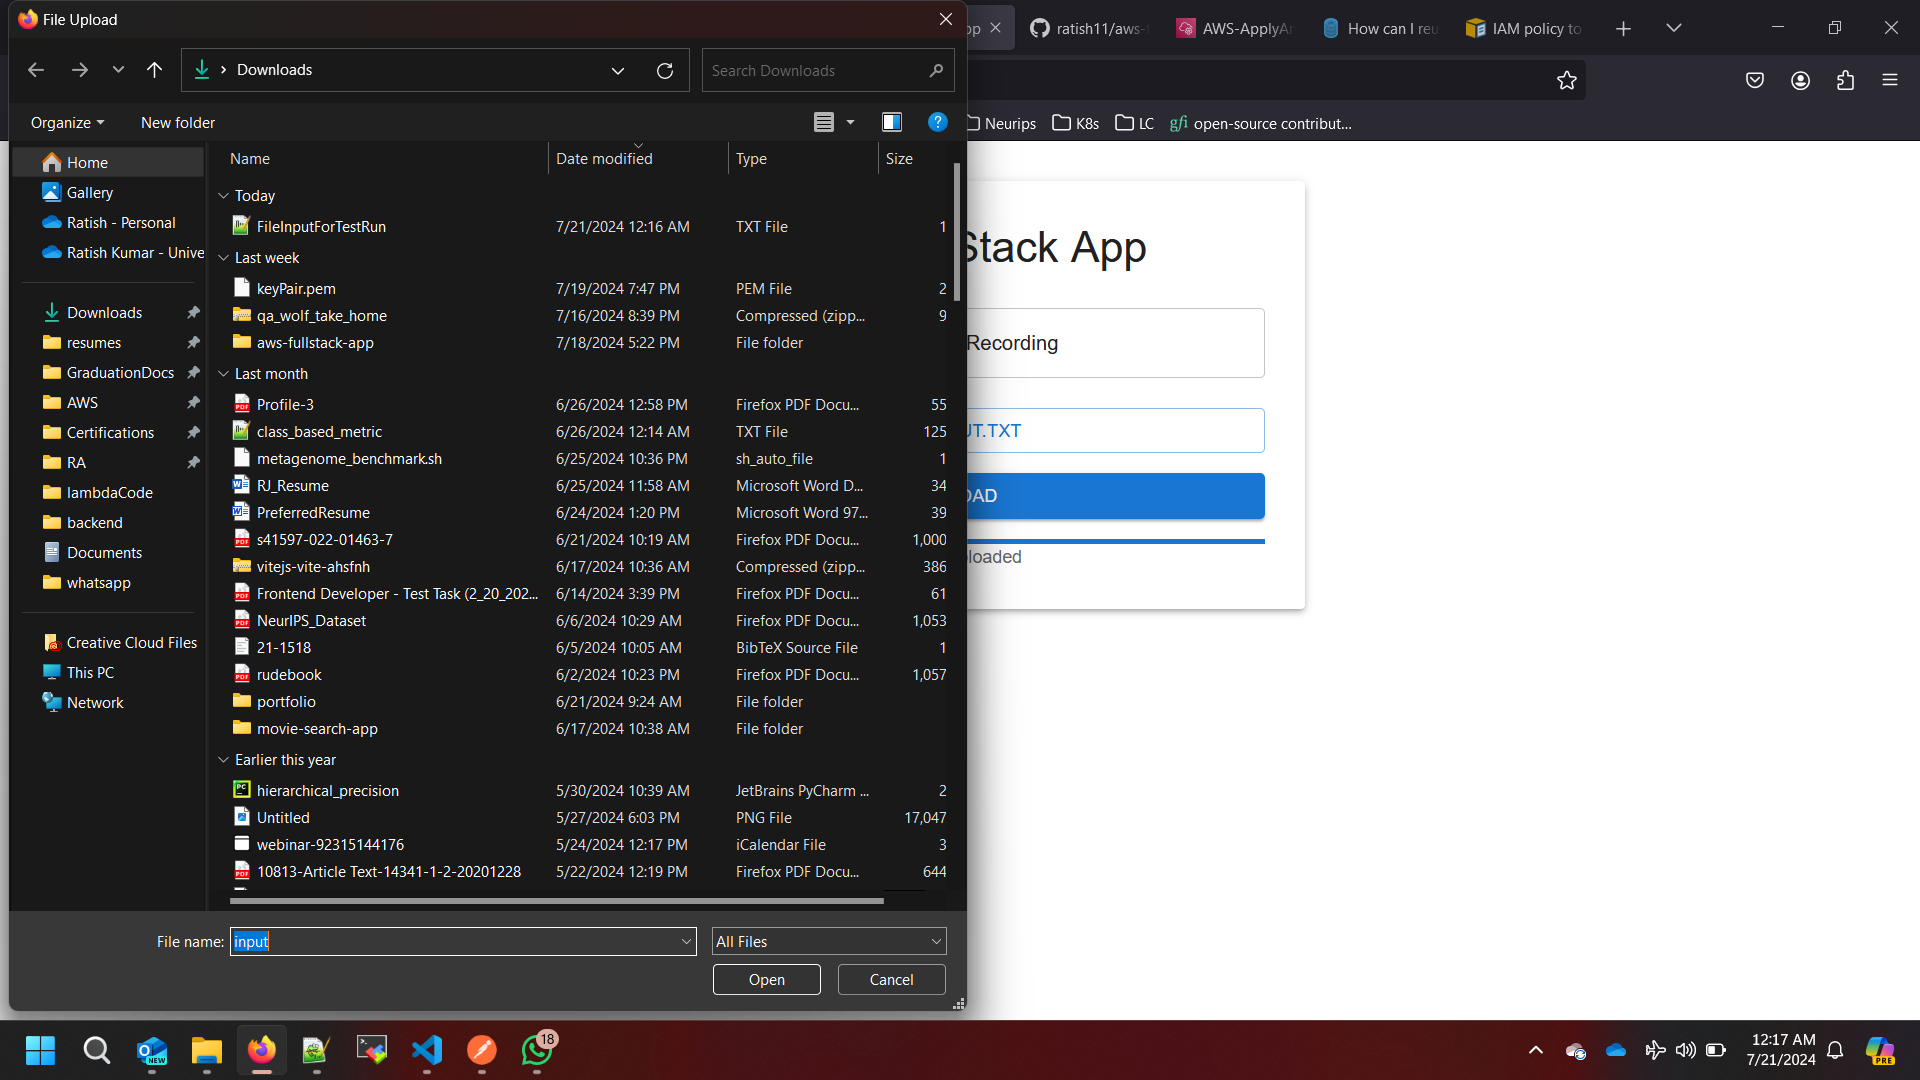 File Upload
ratish11/aws-
AWS-ApplyA
How can I re
IAM policy to
Downloads
Search Downloads
Neurips
K8s
LC
gfi
open-source contribut...
Organize
New folder
Name
Date modified
Type
Size
Home
Gallery
Ratish - Personal
Ratish Kumar - Unive
Downloads
resumes
GraduationDocs
AWS
Certifications
RA
lambdaCode
backend
Documents
whatsapp
Creative Cloud Files
This PC
Network
Today
FileInputForTestRun 7/21/2024 12:16 AM TXT File 1
Last week
keyPair.pem 7/19/2024 7:47 PM PEM File 2
qa_wolf_take_home 7/16/2024 8:39 PM Compressed (zipp... 9
aws-fullstack-app 7/18/2024 5:22 PM File folder
Last month
Profile-3 6/26/2024 12:58 PM Firefox PDF Docu... 55
class_based_metric 6/26/2024 12:14 AM TXT File 125
metagenome_benchmark.sh 6/25/2024 10:36 PM sh_auto_file 1
RJ_Resume 6/25/2024 11:58 AM Microsoft Word D... 34
PreferredResume 6/24/2024 1:20 PM Microsoft Word 97... 39
s41597-022-01463-7 6/21/2024 10:19 AM Firefox PDF Docu... 1,000
vitejs-vite-ahsfnh 6/17/2024 10:36 AM Compressed (zipp... 386
Frontend Developer - Test Task (2_20_202... 6/14/2024 3:39 PM Firefox PDF Docu... 61
NeurIPS_Dataset 6/6/2024 10:29 AM Firefox PDF Docu... 1,053
21-1518 6/5/2024 10:05 AM BibTeX Source File 1
rudebook 6/2/2024 10:23 PM Firefox PDF Docu... 1,057
portfolio 6/21/2024 9:24 AM File folder
movie-search-app 6/17/2024 10:38 AM File folder
Earlier this year
hierarchical_precision 5/30/2024 10:39 AM JetBrains PyCharm ... 2
Untitled 5/27/2024 6:03 PM PNG File 17,047
webinar-92315144176 5/24/2024 12:17 PM iCalendar File 3
10813-Article Text-14341-1-2-20201228 5/22/2024 12:19 PM Firefox PDF Docu... 644
File name:
input
All Files
Open
Cancel
Stack App
Recording
UT.TXT
OAD
loaded
NEW
18
12:17 AM
7/21/2024
PRE